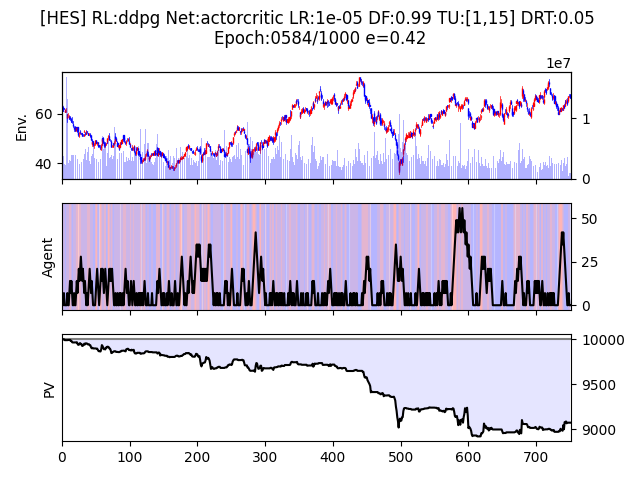 [HES] RL:ddpg Net:actorcritic LR:1e-05 DF:0.99 TU:[1,15] DRT:0.05
Epoch:0584/1000 e=0.42
1e7
Env.
60
40
1
0
Agent
50
25
0
PV
10000
9500
9000
0 100 200 300 400 500 600 700